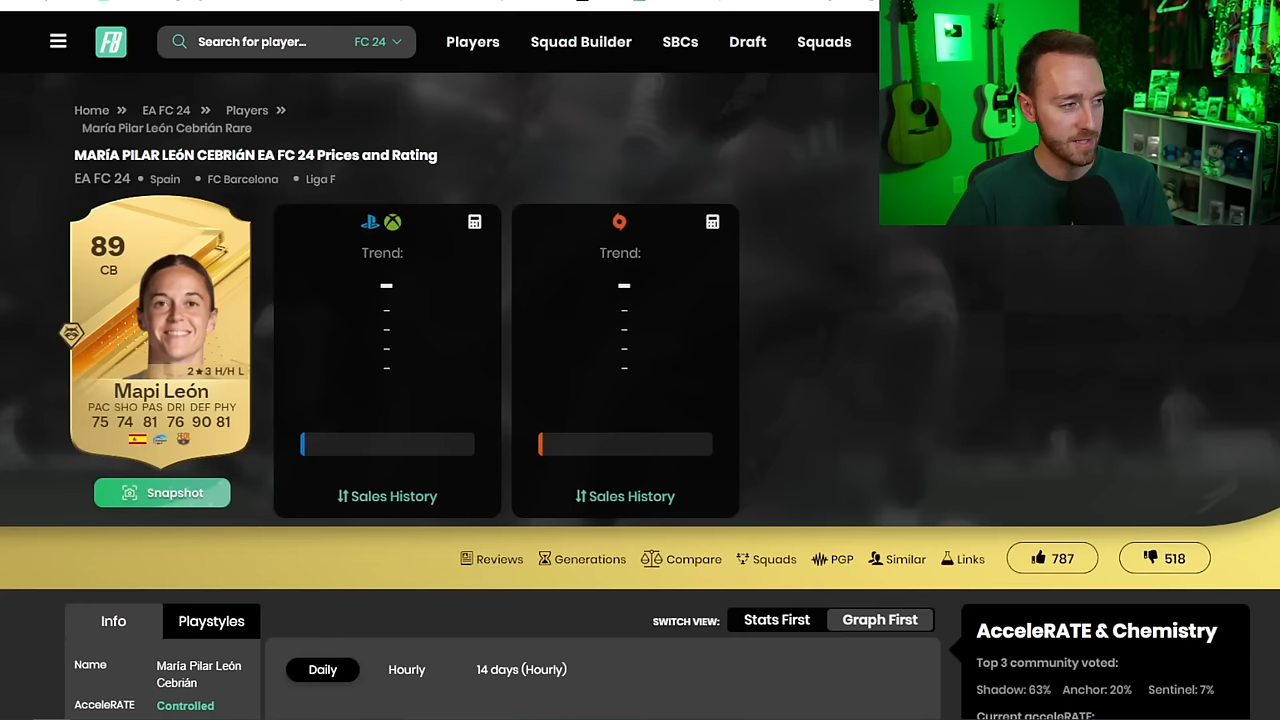 FB
Search for player...
FC 24
Players
Squad Builder
SBCs
Draft
Squads
Home » EA FC 24 » Players »
María Pilar León Cebrián Rare
MARÍA PILAR LEóN CEBRIáN EA FC 24 Prices and Rating
EA FC 24 • Spain • FC Barcelona • Liga F
89
CB
2★3 H/H L
Mapi León
PAC SHO PAS DRI DEF PHY
75 74 81 76 90 81
Snapshot
Trend:
Sales History
Trend:
Sales History
Reviews
Generations
Compare
Squads
PGP
Similar
Links
787
518
Info
Playstyles
Name
María Pilar León
Cebrián
AcceleRATE
Controlled
SWITCH VIEW:
Stats First
Graph First
Daily
Hourly
14 days (Hourly)
AcceleRATE & Chemistry
Top 3 community voted:
Shadow: 63% Anchor: 20% Sentinel: 7%
Current acceleRATE: